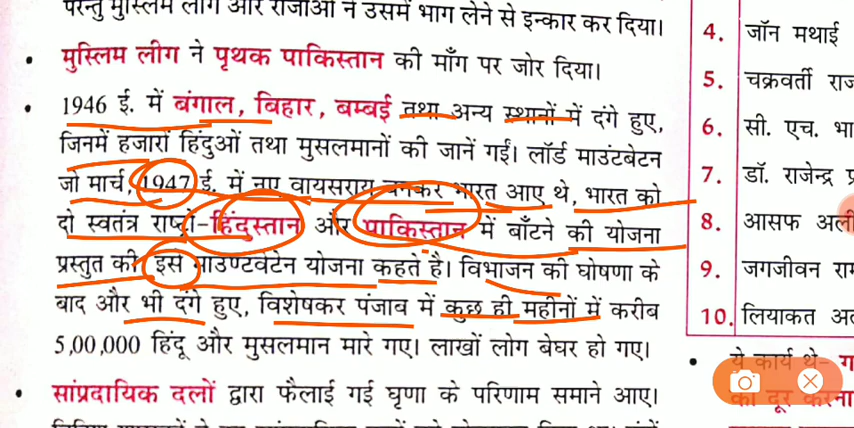 परन्तु मुस्लिम लीग और राजाओं ने उसमें भाग लेने से इन्कार कर दिया।
• मुस्लिम लीग ने पृथक पाकिस्तान की माँग पर जोर दिया।
• 1946 ई. में बंगाल, बिहार, बम्बई तथा अन्य स्थानों में दंगे हुए,
जिनमें हजारों हिंदुओं तथा मुसलमानों की जानें गईं। लॉर्ड माउंटबेटन
जो मार्च, 1947 ई. में नए वायसराय बनकर भारत आए थे, भारत को
दो स्वतंत्र राष्ट्रों-हिंदुस्तान और पाकिस्तान में बाँटने की योजना
प्रस्तुत की, इसे माउण्टबेटेन योजना कहते है। विभाजन की घोषणा के
बाद और भी दंगे हुए, विशेषकर पंजाब में कुछ ही महीनों में करीब
5,00,000 हिंदू और मुसलमान मारे गए। लाखों लोग बेघर हो गए।
• सांप्रदायिक दलों द्वारा फैलाई गई घृणा के परिणाम समाने आए।
4. जॉन मथाई
5. चक्रवर्ती राज
6. सी. एच. भा
7. डॉ. राजेन्द्र प्र
8. आसफ अली
9. जगजीवन राम
10. लियाकत अ
• ये कार्य थे- ग
को दूर करना